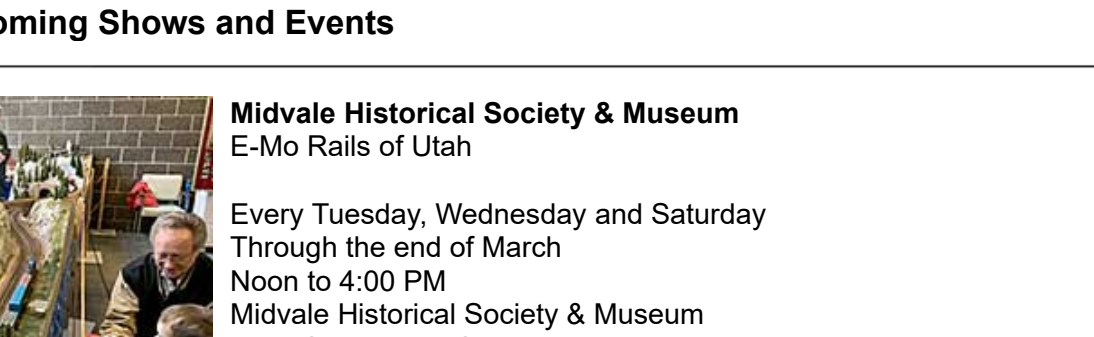 oming Shows and Events
Midvale Historical Society & Museum
E-Mo Rails of Utah
Every Tuesday, Wednesday and Saturday
Through the end of March
Noon to 4:00 PM
Midvale Historical Society & Museum